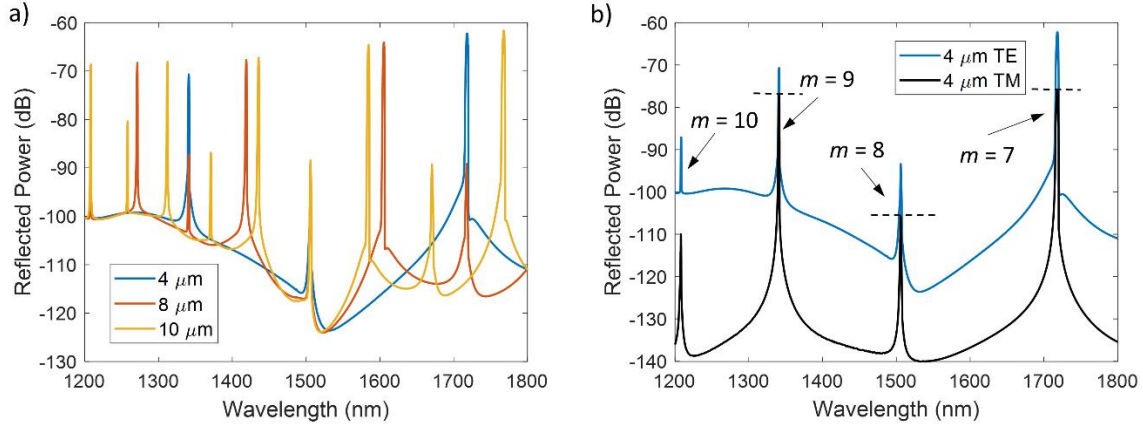 a)
-60
-70
-80
-90
-100
-110
-120
-130
Reflected Power (dB)
4 μm
8 μm
10 μm
1200 1300 1400 1500 1600 1700 1800
Wavelength (nm)
b)
-60
-70
-80
-90
-100
-110
-120
-130
-140
Reflected Power (dB)
4 μm TE
4 μm TM
m = 10
m = 9
m = 8
m = 7
1200 1300 1400 1500 1600 1700 1800
Wavelength (nm)